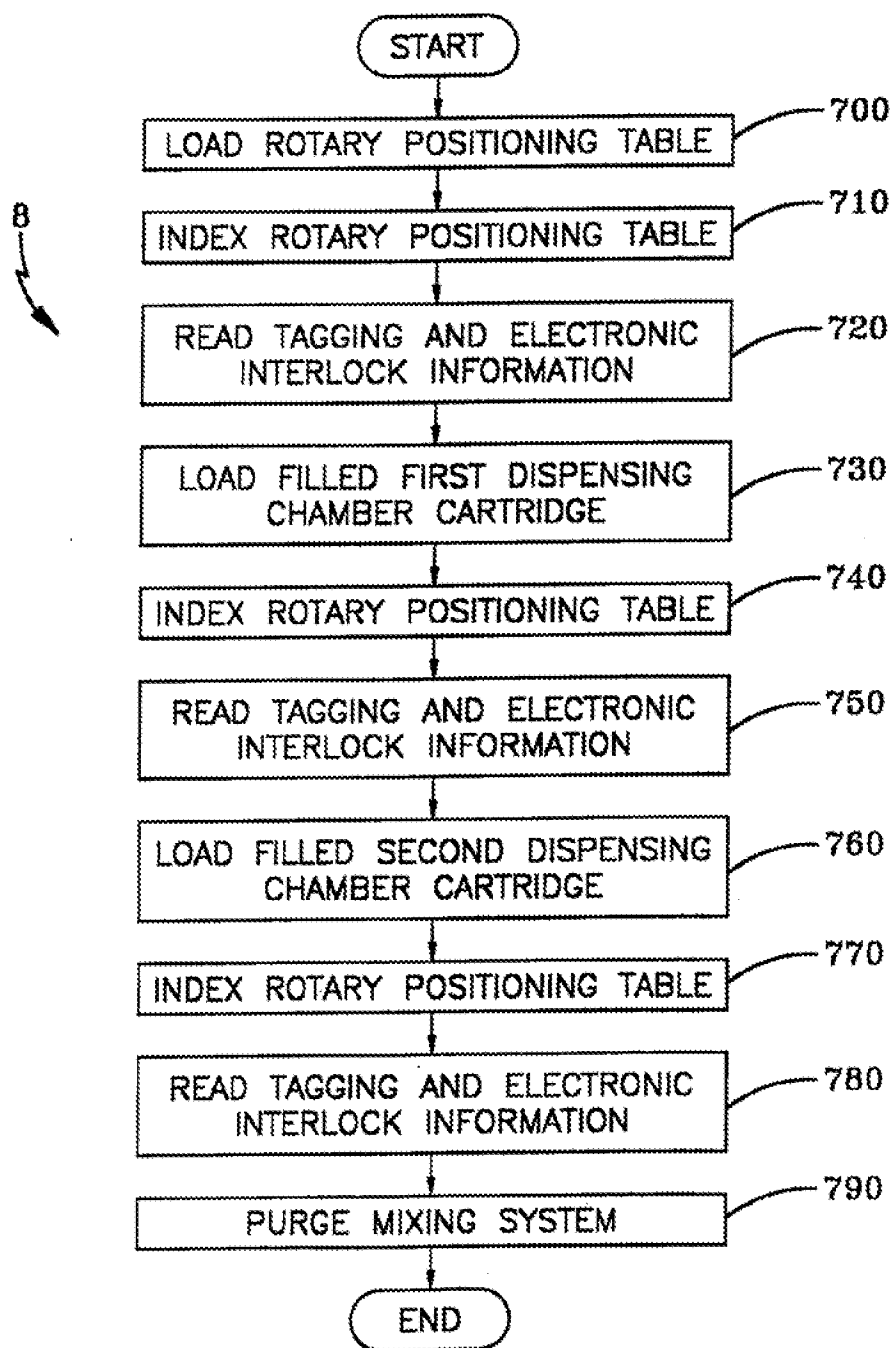 START
LOAD ROTARY POSITIONING TABLE
700
INDEX ROTARY POSITIONING TABLE
710
8
READ TAGGING AND ELECTRONIC
INTERLOCK INFORMATION
720
LOAD FILLED FIRST DISPENSING
CHAMBER CARTRIDGE
730
INDEX ROTARY POSITIONING TABLE
740
READ TAGGING AND ELECTRONIC
INTERLOCK INFORMATION
750
LOAD FILLED SECOND DISPENSING
CHAMBER CARTRIDGE
760
INDEX ROTARY POSITIONING TABLE
770
READ TAGGING AND ELECTRONIC
INTERLOCK INFORMATION
780
PURGE MIXING SYSTEM
790
END